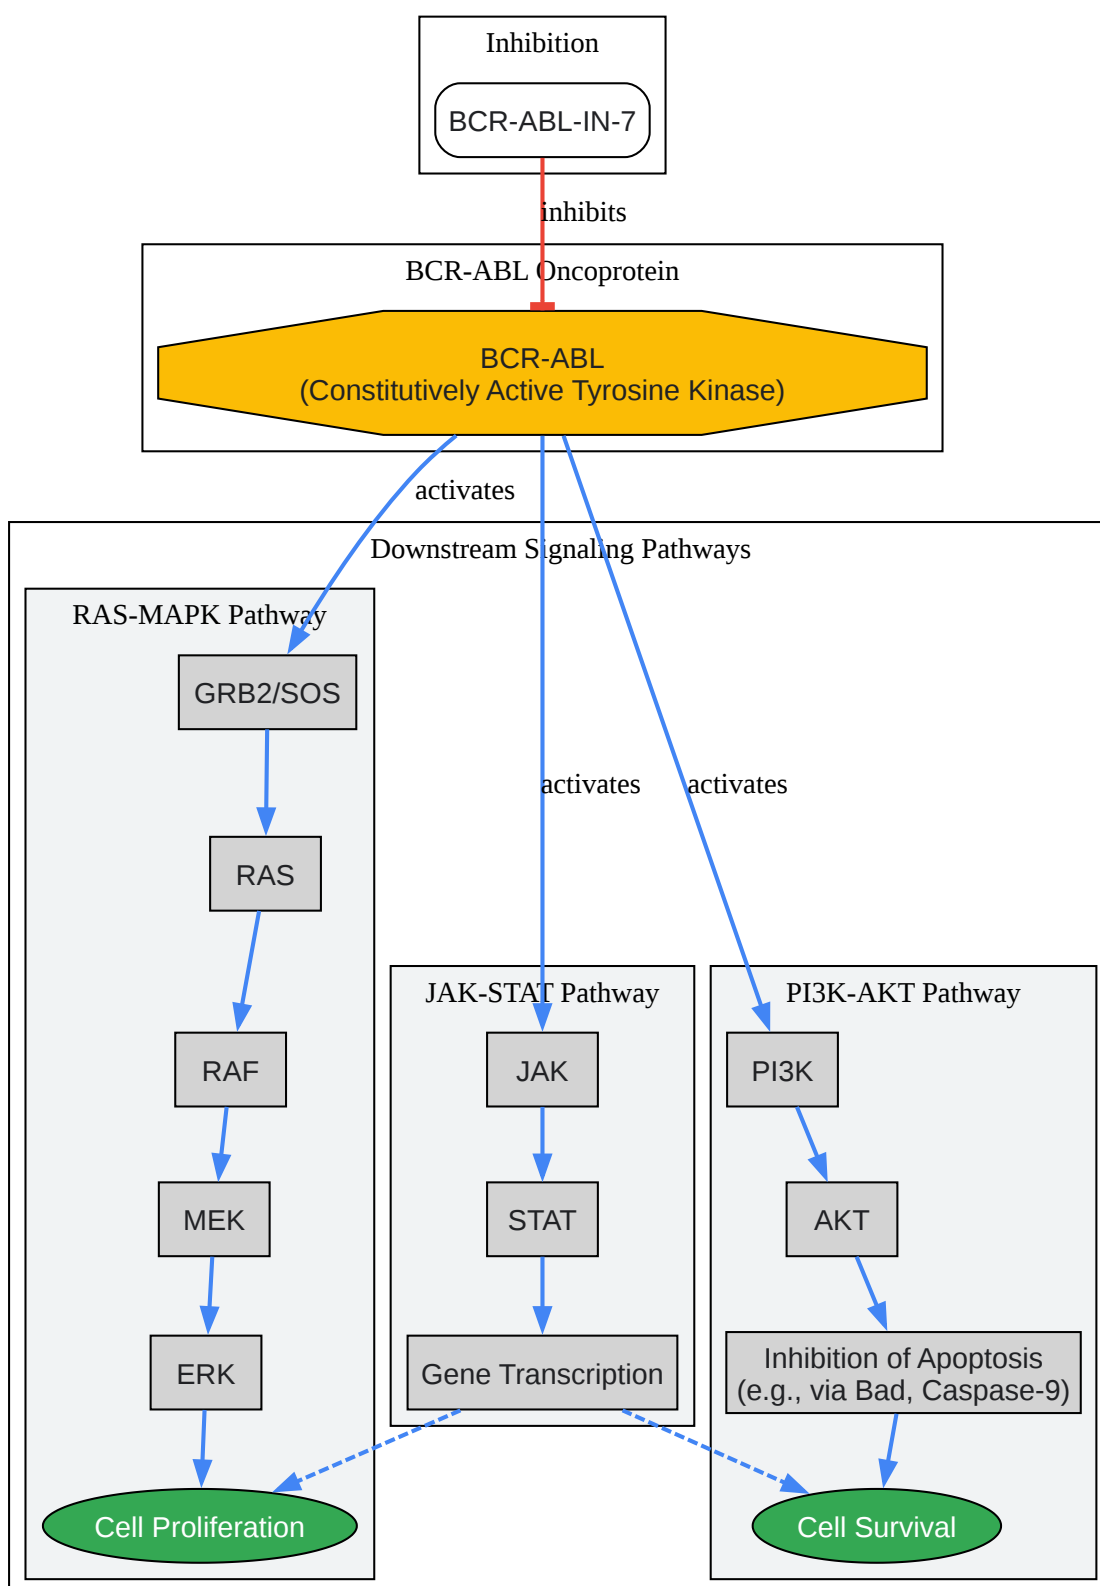 Inhibition
BCR-ABL-IN-7
inhibits
BCR-ABL Oncoprotein
BCR-ABL
(Constitutively Active Tyrosine Kinase)
activates
Downstream Signaling Pathways
RAS-MAPK Pathway
GRB2/SOS
activates
activates
RAS
JAK-STAT Pathway
PI3K-AKT Pathway
RAF
JAK
PI3K
MEK
STAT
AKT
ERK
Gene Transcription
Inhibition of Apoptosis
(e.g., via Bad, Caspase-9)
Cell Proliferation
Cell Survival